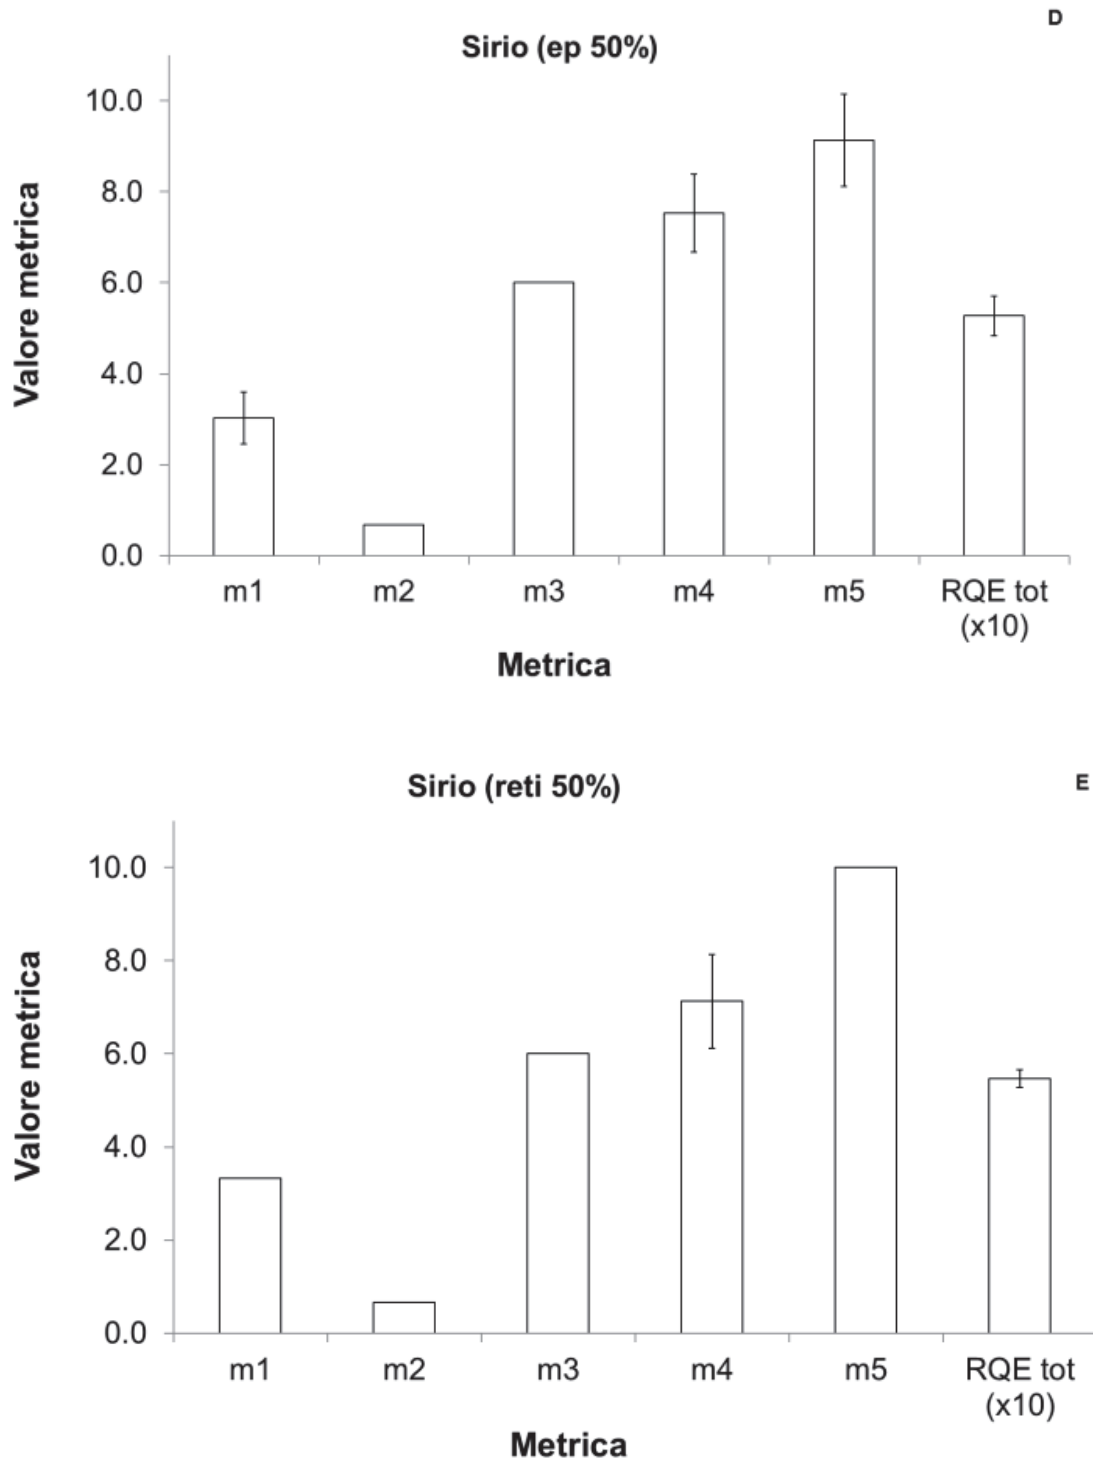 D
Sirio (ep 50%)
Valore metrica
10.0
8.0
6.0
4.0
2.0
0.0
m1 m2 m3 m4 m5 RQE tot
(x10)
Metrica
E
Sirio (reti 50%)
Valore metrica
10.0
8.0
6.0
4.0
2.0
0.0
m1 m2 m3 m4 m5 RQE tot
(x10)
Metrica